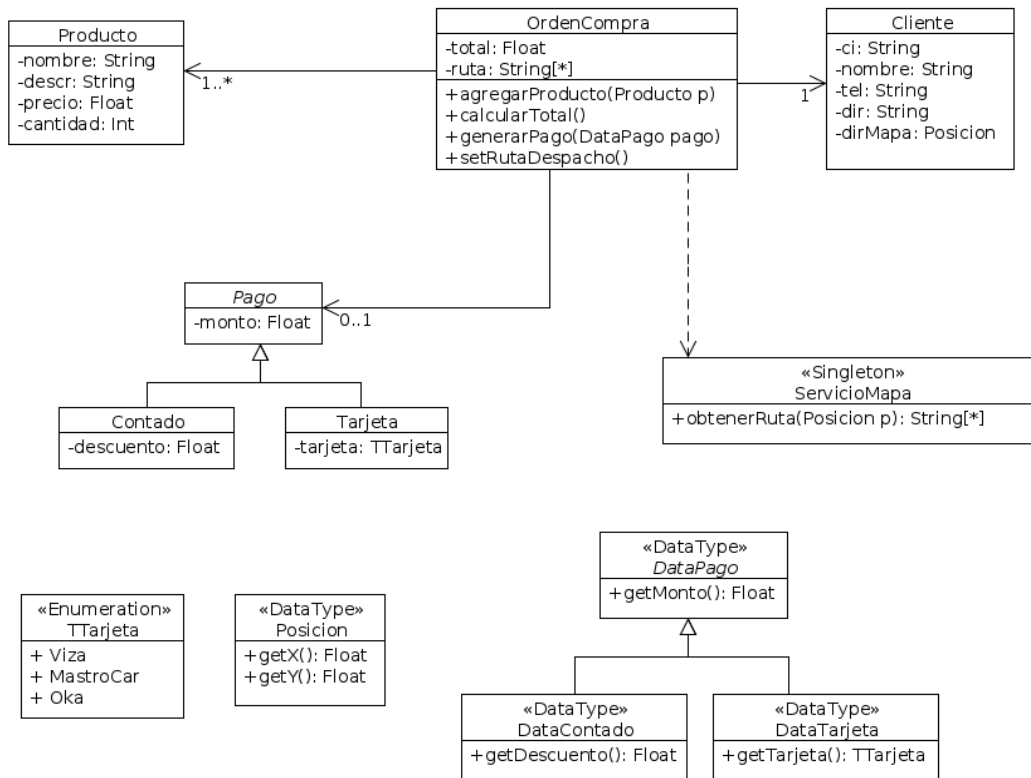 Producto
-nombre: String
-descr: String
-precio: Float
-cantidad: Int
1..*
OrdenCompra
-total: Float
-ruta: String[*]
+agregarProducto(Producto p)
+calcularTotal()
+generarPago(DataPago pago)
+setRutaDespacho()
1
Cliente
-ci: String
-nombre: String
-tel: String
-dir: String
-dirMapa: Posicion
Pago
-monto: Float
0..1
Contado
-descuento: Float
Tarjeta
-tarjeta: TTarjeta
«Singleton»
ServicioMapa
+obtenerRuta(Posicion p): String[*]
«Enumeration»
TTarjeta
+ Viza
+ MastroCar
+ Oka
«DataType»
Posicion
+getX(): Float
+getY(): Float
«DataType»
DataPago
+getMonto(): Float
«DataType»
DataContado
+getDescuento(): Float
«DataType»
DataTarjeta
+getTarjeta(): TTarjeta